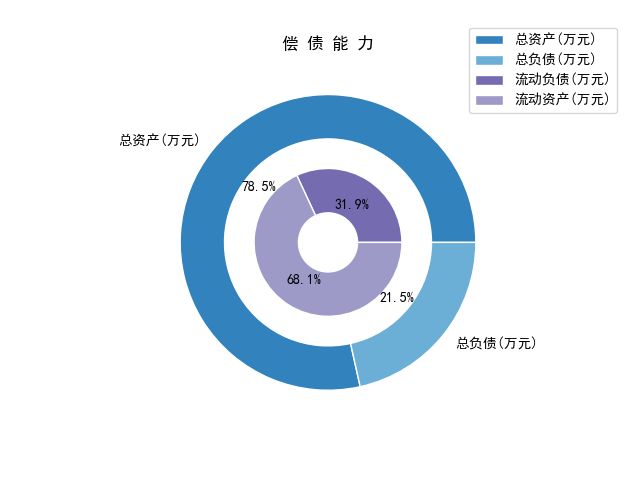 偿 债 能 力
总资产(万元)
总负债(万元)
流动负债(万元)
流动资产(万元)
总资产(万元)
78.5%
31.9%
68.1%
21.5%
总负债(万元)